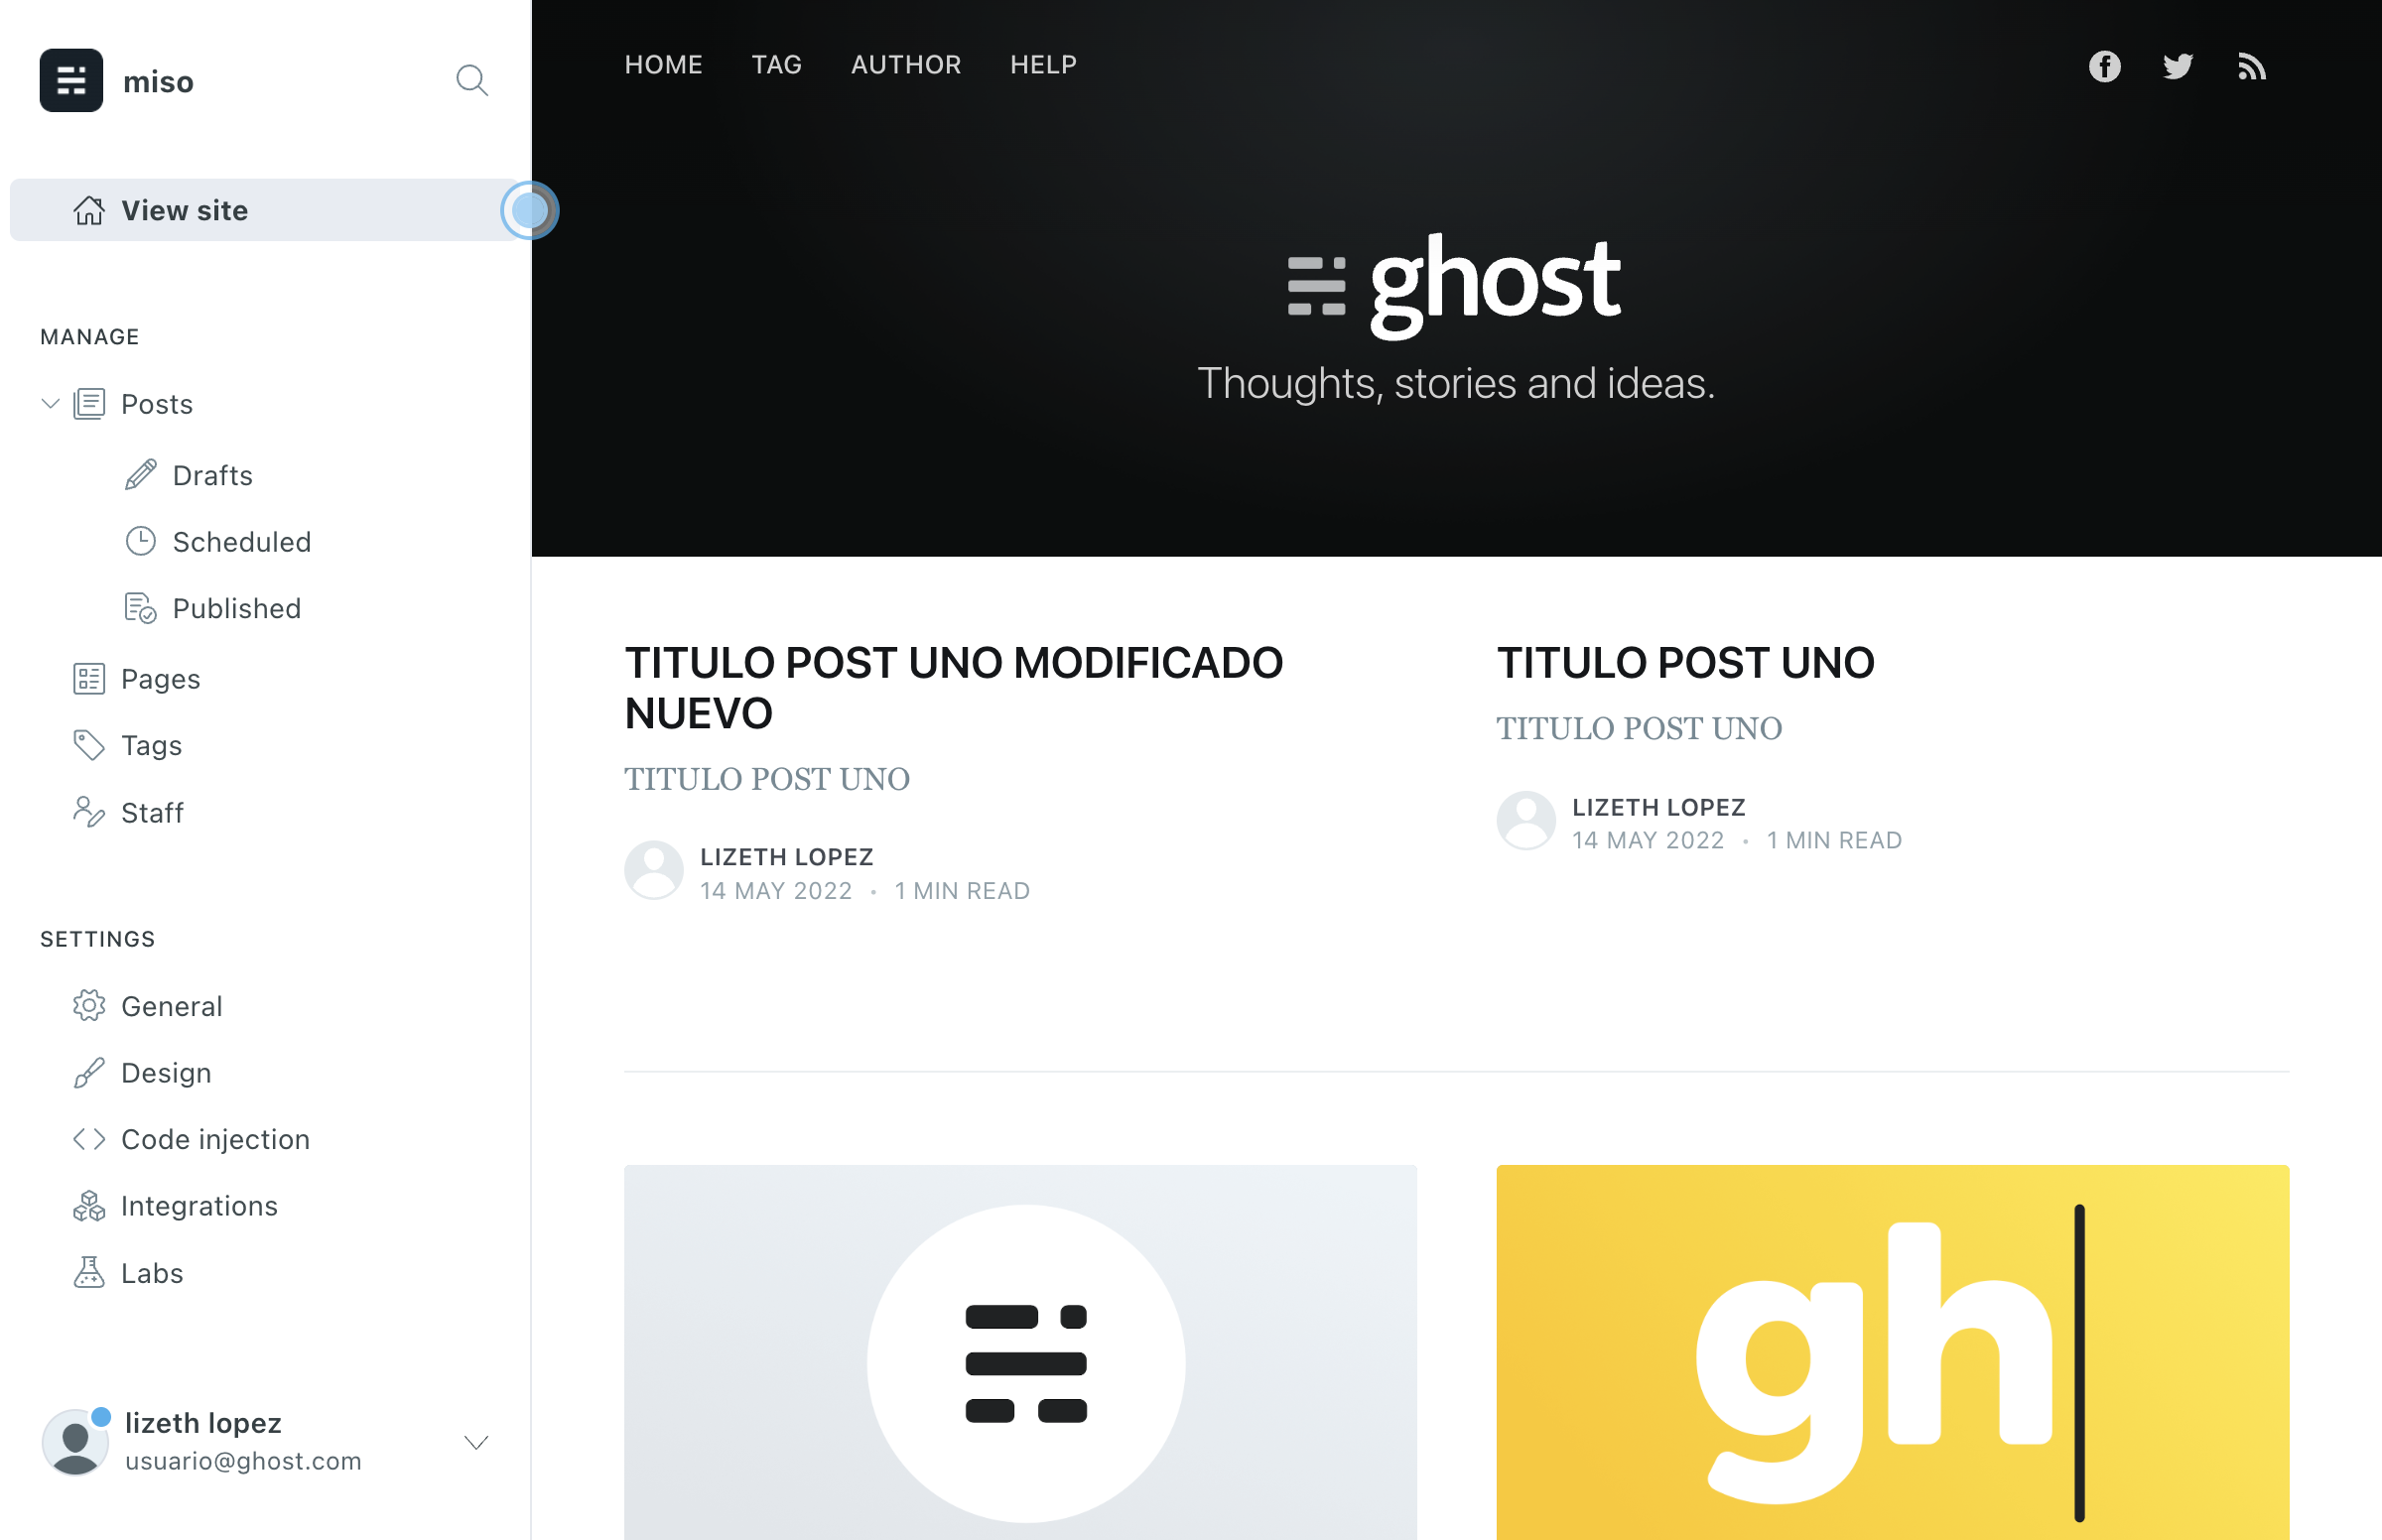 miso
View site
MANAGE
Posts
Drafts
Scheduled
Published
Pages
Tags
Staff
SETTINGS
General
Design
Code injection
Integrations
Labs
lizeth lopez
usuario@ghost.com
HOME TAG AUTHOR HELP
ghost
Thoughts, stories and ideas.
TITULO POST UNO MODIFICADO
NUEVO
TITULO POST UNO
LIZETH LOPEZ
14 MAY 2022 • 1 MIN READ
TITULO POST UNO
TITULO POST UNO
LIZETH LOPEZ
14 MAY 2022 • 1 MIN READ
gh